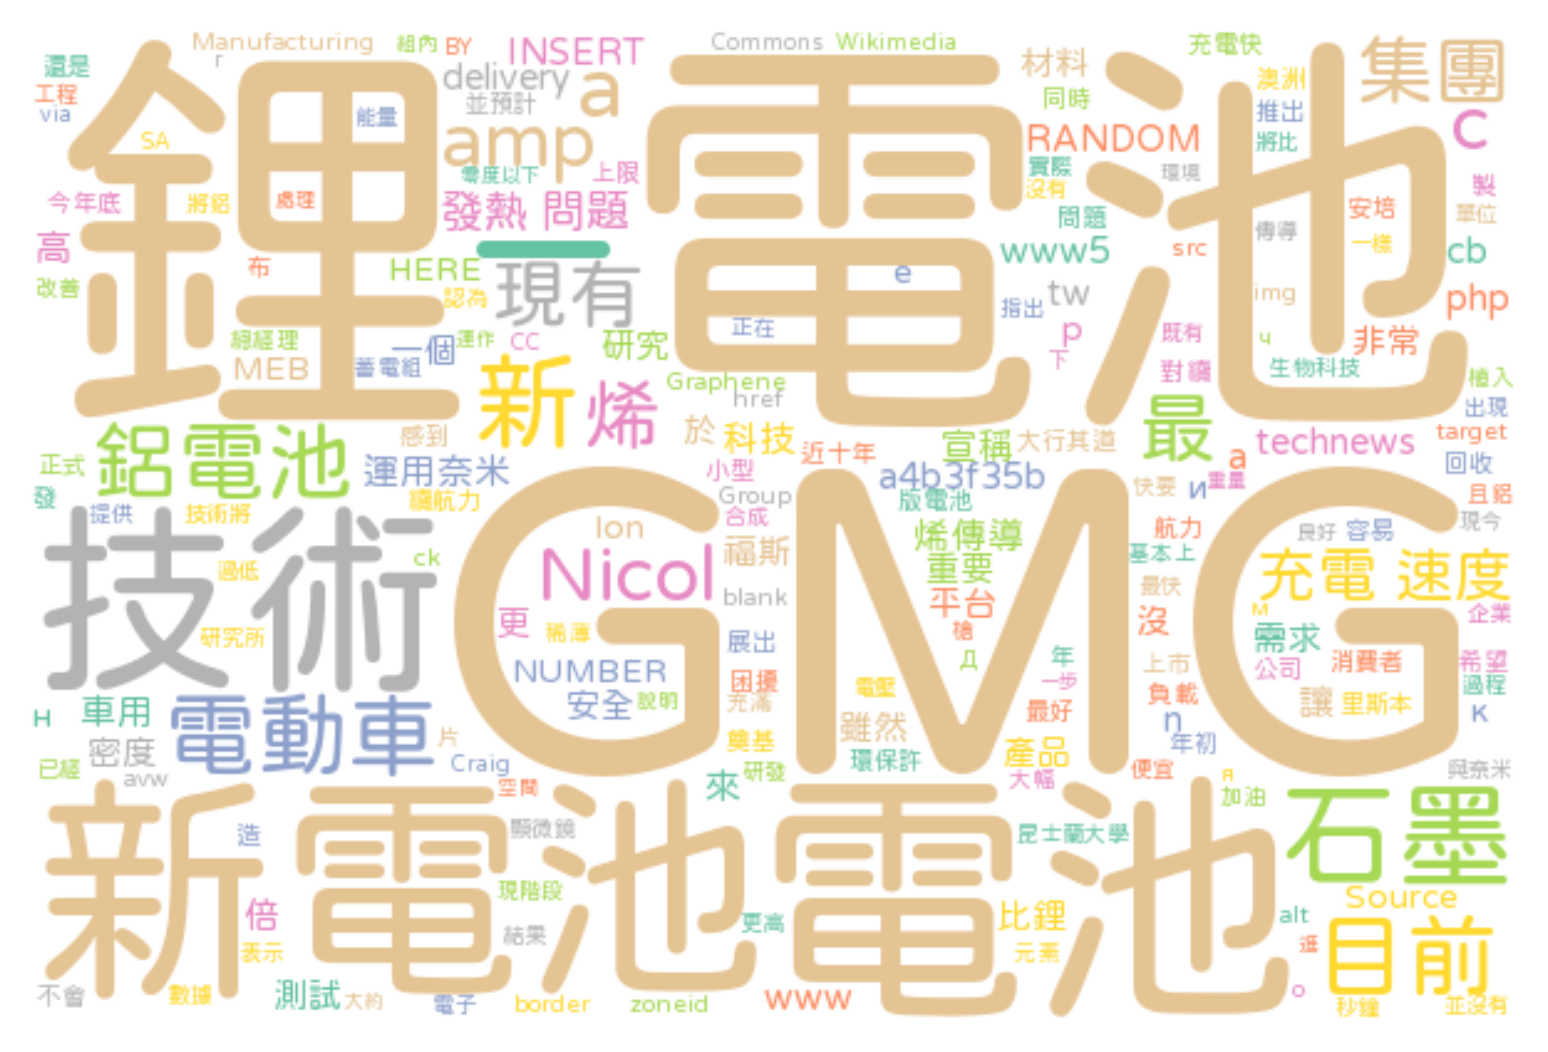 Manufacturing
組內
BY
INSERT
Commons
Wikimedia
充電快
集團
還是
r
delivery
a
材料
澳洲
工程
並預計
同時
推出
via
能量
C
SA
amp
RANDOM
將比
鋰電池
零度以下
上限
實際
環境
今年底
將鋁
處理
發熱 問題
沒有
製
高
問題
安培
單位
布
HERE
現有
www5
src
傳導
一樣
cb
改善
認為
e
tw
img
php
總經理
運作
CC
正在
指出
p
既有
ч
非常
MEB
一個
研究
下
蓄電組
新
烯
Graphene
href
對續
生物科技
植入
鋁電池
感到
於
科技
近十年
宣稱
大行其道
最
technews
出現
target
正式
運用奈米
小型
a4b3f35b
a
回收
發
提供
技術將
續航力
Group
版電池
快要
и
重量
且鋁
技術
GMG
Ion
合成
烯傳導
航力
良好
容易
現今
ck
Nicol
福斯
重要
基本上
充電 速度
過低
blank
平台
最快
研究所
更
稀薄
展出
槍
沒
м
需求
企業
NUMBER
困擾
д
年
一步
上市
公司
消費者
希望
安全
說明
充滿
電壓
最好
負載
讓
里斯本
過程
н
車用
電動車
片
雖然
n
к
密度
Craig
奠基
環保許
產品
年初
已經
avw
空間
來
研發
大幅
便宜
я
加油
與奈米
新電池
電池
石墨
造
顯微鏡
昆士蘭大學
現階段
倍
結果
更高
比鋰
Source
alt
表示
元素
逛
目前
不會
數據
測試
大約
電子
border
zoneid
www
o
秒鐘
並沒有